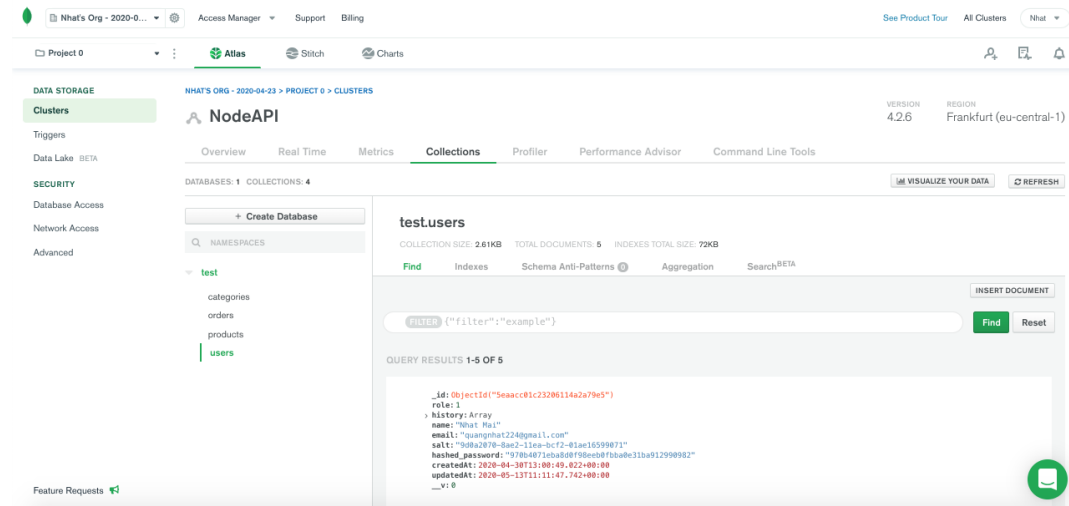 Nhat's Org - 2020-0... Access Manager Support Billing See Product Tour All Clusters Nhat
Project 0 Atlas Stitch Charts
DATA STORAGE
Clusters
Triggers
Data Lake BETA
SECURITY
Database Access
Network Access
Advanced
Feature Requests
NHAT'S ORG - 2020-04-23 > PROJECT 0 > CLUSTERS
NodeAPI
VERSION
4.2.6
REGION
Frankfurt (eu-central-1)
Overview Real Time Metrics Collections Profiler Performance Advisor Command Line Tools
DATABASES: 1 COLLECTIONS: 4
VISUALIZE YOUR DATA REFRESH
+ Create Database
NAMESPACES
test
categories
orders
products
users
test.users
COLLECTION SIZE: 2.61KB TOTAL DOCUMENTS: 5 INDEXES TOTAL SIZE: 72KB
Find Indexes Schema Anti-Patterns 0 Aggregation Search BETA
INSERT DOCUMENT
FILTER {"filter":"example"}
Find Reset
QUERY RESULTS 1-5 OF 5
_id: ObjectId("5eaacc01c23206114a2a79e5")
role: 1
> history: Array
name: "Nhat Mai"
email: "quangnhat224@gmail.com"
salt: "9d0a2070-8ae2-11ea-bcf2-01ae16599071"
hashed_password: "970b4071eba8d0f98eeb0fbba0e31ba912990982"
createdAt: 2020-04-30T13:00:49.022+00:00
updatedAt: 2020-05-13T11:11:47.742+00:00
__v: 0